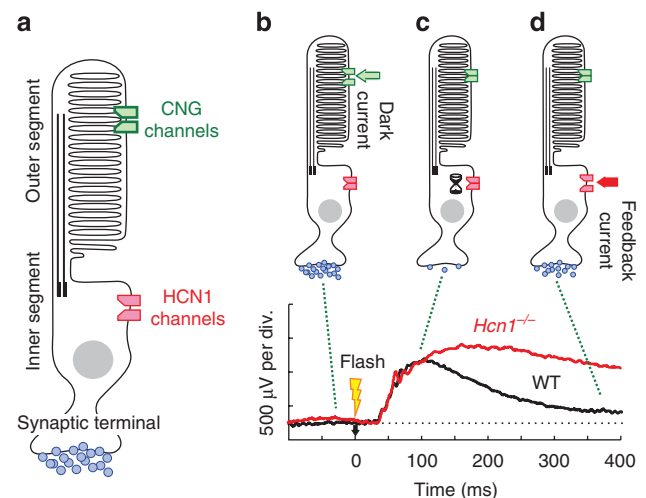 a
b
c
d
Outer segment
CNG
channels
Dark
current
Inner segment
HCN1
channels
Feedback
current
Synaptic terminal
Flash
Hcn1–/–
WT
500 μV per div.
0
100
200
300
400
Time (ms)